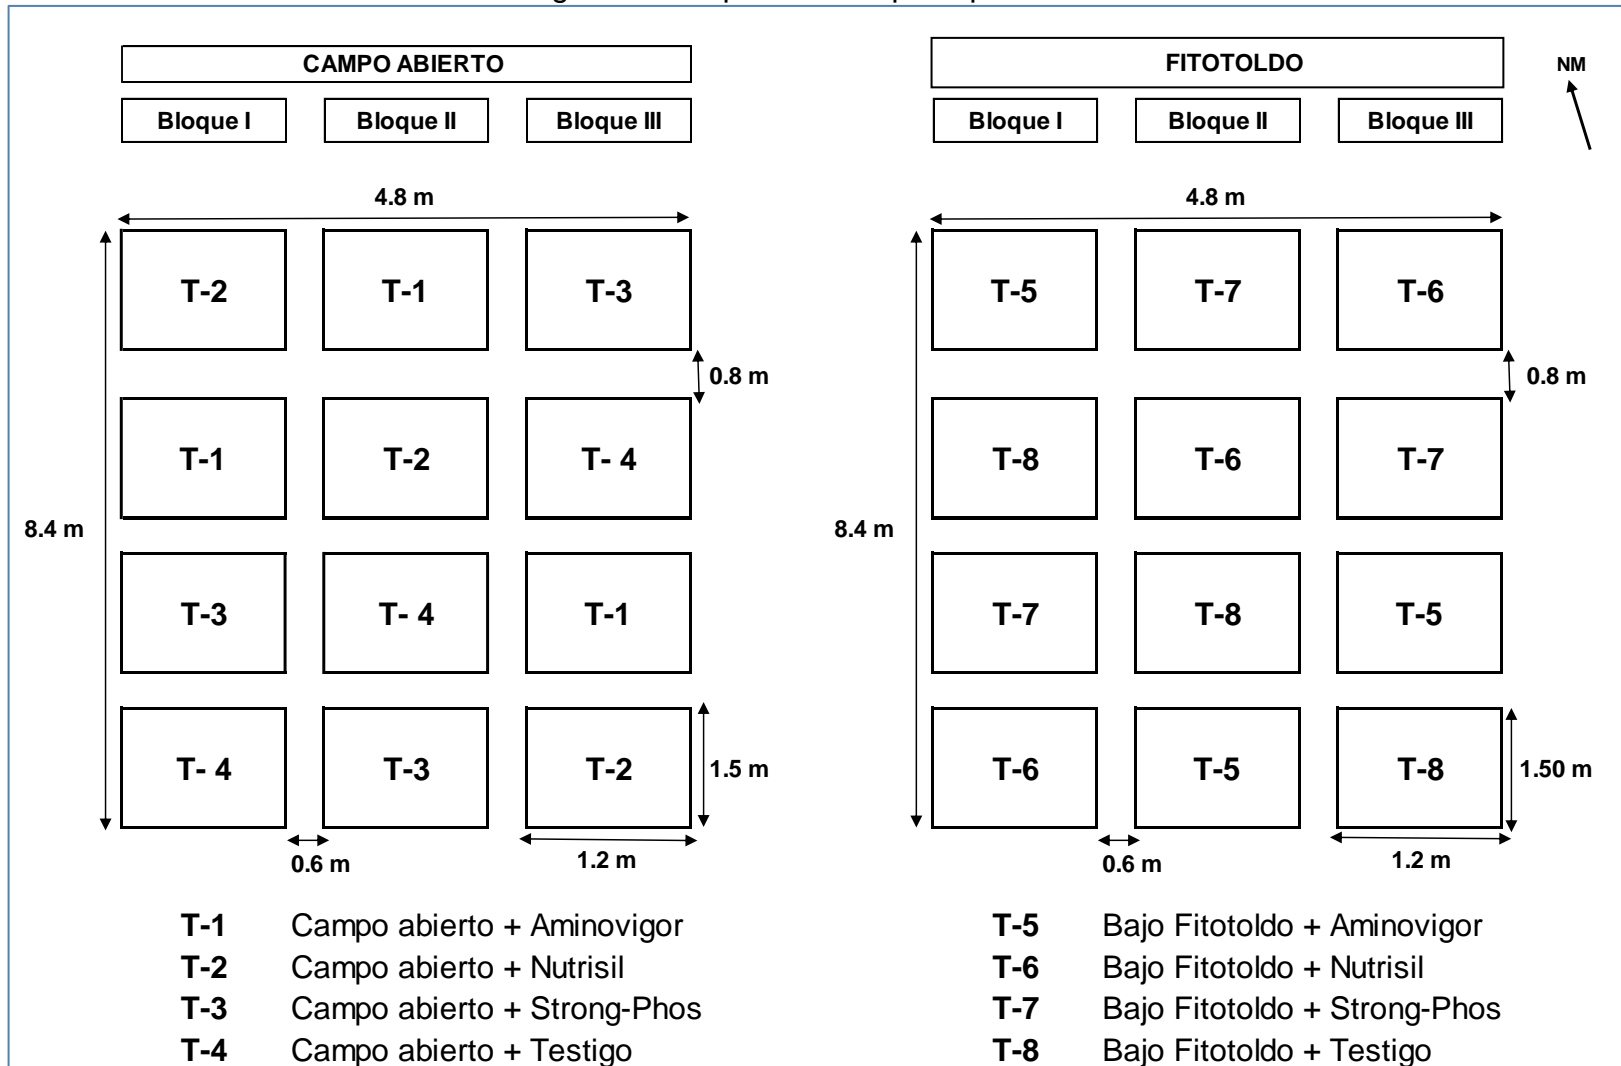 CAMPO ABIERTO FITOTOLDO NM
Bloque I Bloque II Bloque III Bloque I Bloque II Bloque III
4.8 m 4.8 m
T-2 T-1 T-3 T-5 T-7 T-6
0.8 m 0.8 m
T-1 T-2 T- 4 T-8 T-6 T-7
8.4 m 8.4 m
T-3 T- 4 T-1 T-7 T-8 T-5
T- 4 T-3 T-2 1.5 m T-6 T-5 T-8 1.50 m
0.6 m 1.2 m 0.6 m 1.2 m
T-1 Campo abierto + Aminovigor T-5 Bajo Fitotoldo + Aminovigor
T-2 Campo abierto + Nutrisil T-6 Bajo Fitotoldo + Nutrisil
T-3 Campo abierto + Strong-Phos T-7 Bajo Fitotoldo + Strong-Phos
T-4 Campo abierto + Testigo T-8 Bajo Fitotoldo + Testigo